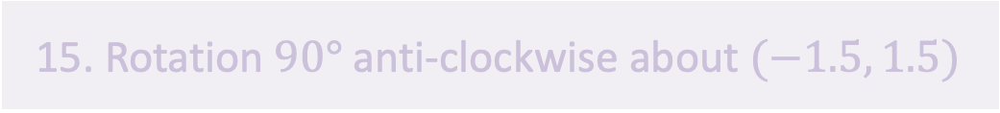 15. Rotation 90° anti-clockwise about (−1.5, 1.5)